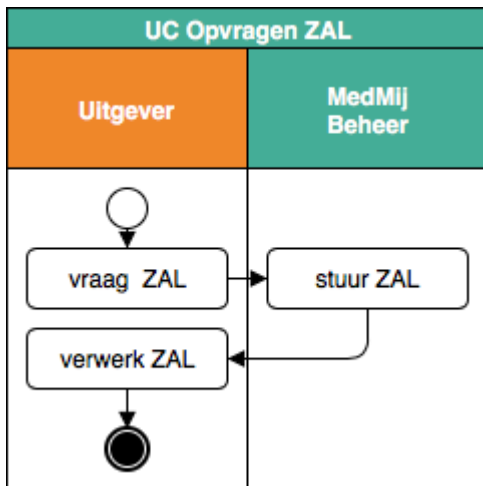 UC Opvragen ZAL
Uitgever
MedMij
Beheer
vraag ZAL
stuur ZAL
verwerk ZAL